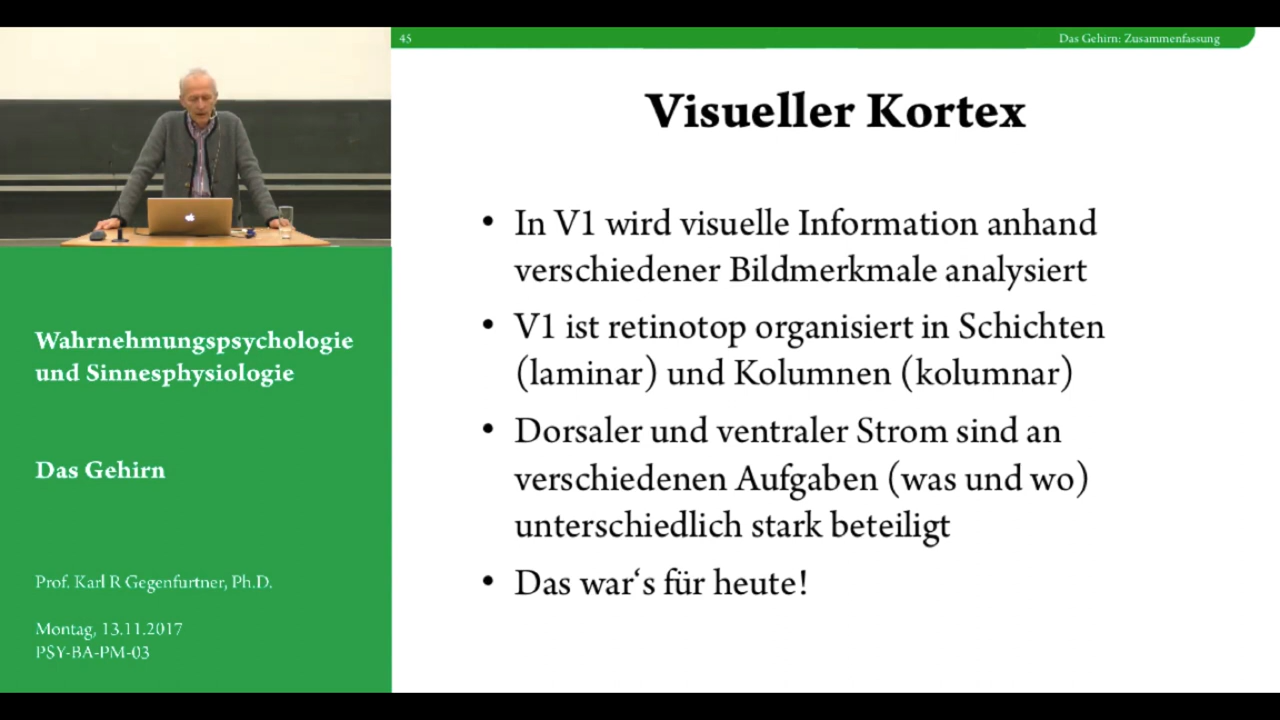 45
Das Gehirn: Zusammenfassung
Visueller Kortex
• In V1 wird visuelle Information anhand
verschiedener Bildmerkmale analysiert
• V1 ist retinotop organisiert in Schichten
(laminar) und Kolumnen (kolumnar)
• Dorsaler und ventraler Strom sind an
verschiedenen Aufgaben (was und wo)
unterschiedlich stark beteiligt
• Das war‘s für heute!
Wahrnehmungspsychologie
und Sinnesphysiologie
Das Gehirn
Prof. Karl R Gegenfurtner, Ph.D.
Montag, 13.11.2017
PSY-BA-PM-03